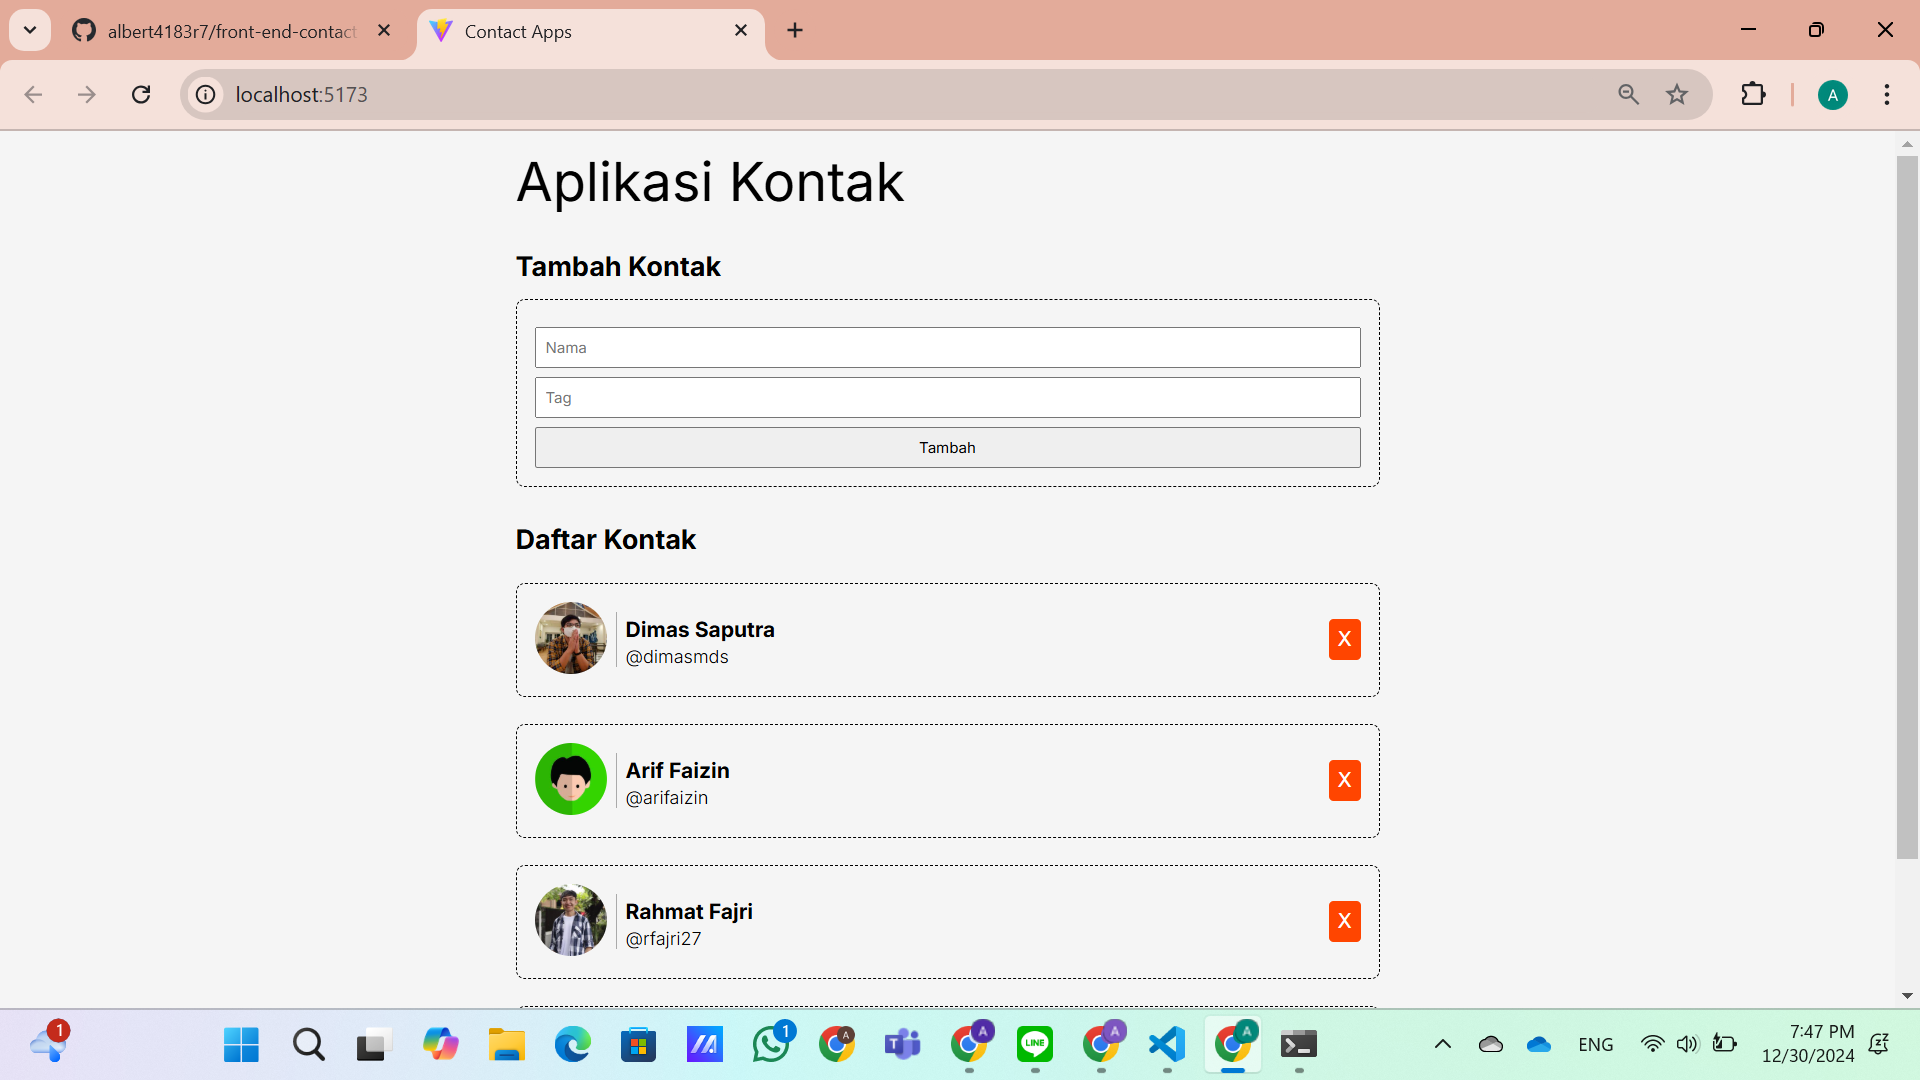 albert4183r7/front-end-contact
Contact Apps
localhost:5173
A
Aplikasi Kontak
Tambah Kontak
Nama
Tag
Tambah
Daftar Kontak
Dimas Saputra
@dimasmds
X
Arif Faizin
@arifaizin
X
Rahmat Fajri
@rfajri27
X
1
1
A
T
A
LINE
A
A
ENG
7:47 PM
12/30/2024